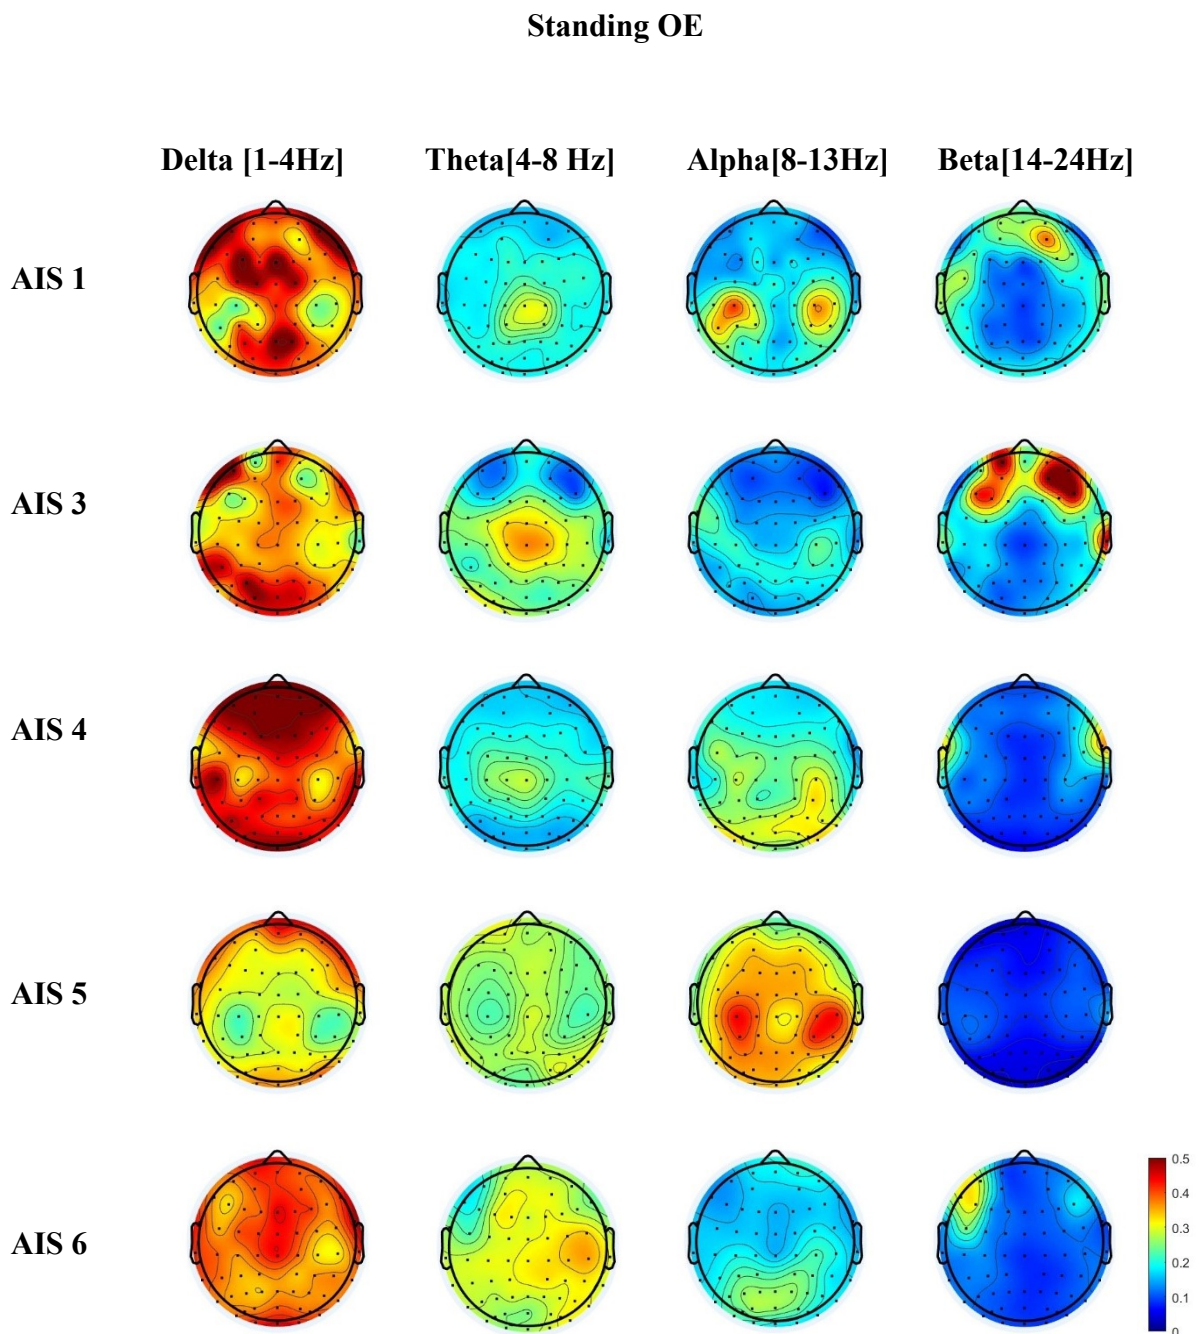 Standing OE
Delta [1-4Hz] Theta[4-8 Hz] Alpha[8-13Hz] Beta[14-24Hz]
AIS 1
AIS 3
AIS 4
AIS 5
AIS 6
0.5
0.4
0.3
0.2
0.1
0